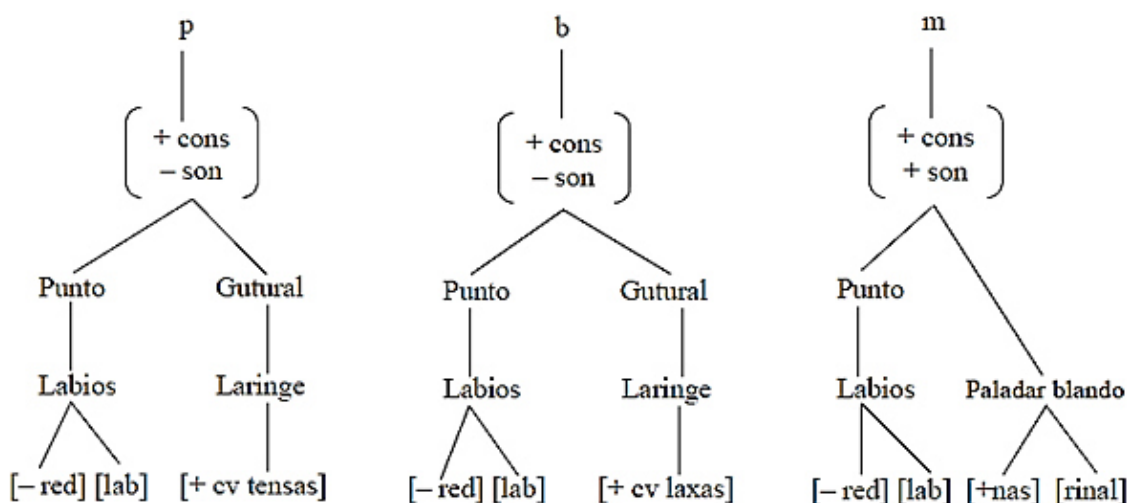 p b m
+ cons + cons + cons
– son – son + son
Punto Gutural Punto Gutural Punto
Labios Laringe Labios Laringe Labios Paladar blando
[– red] [lab] [+ cv tensas] [– red] [lab] [+ cv laxas] [– red] [lab] [+nas] [rinal]